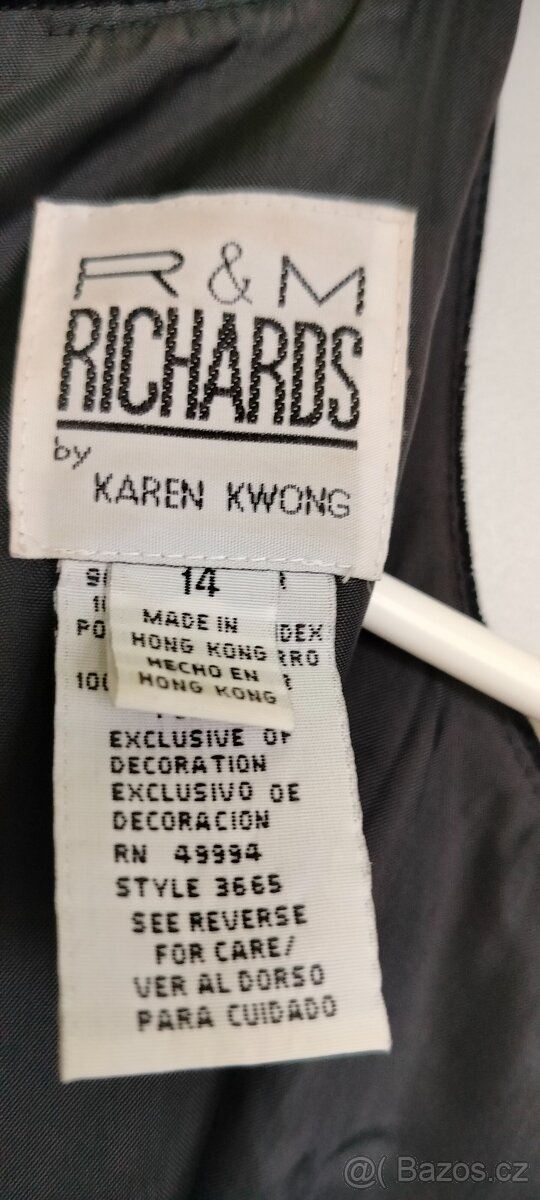 R & M
RICHARDS
by
KAREN KWONG
14
MADE IN
HONG KONG
HECHO EN
HONG KONG
EXCLUSIVE OF
DECORATION
EXCLUSIVO DE
DECORACION
RN 49994
STYLE 3665
SEE REVERSE
FOR CARE/
VER AL DORSO
PARA CUIDADO
@( Bazos.cz